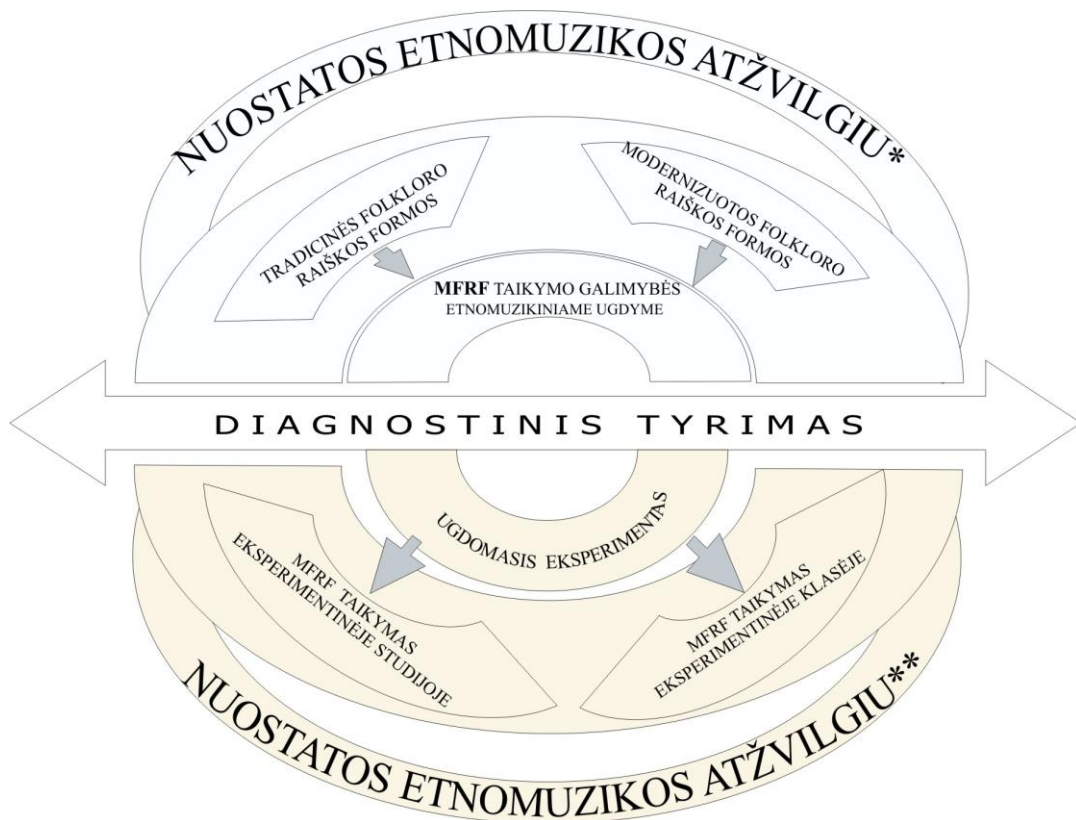 NUOSTATOS ETNOMUZIKOS ATŽVILGIU*
TRADICINĖS FOLKLORO
RAIŠKOS FORMOS
MODERNIZUOTOS FOLKLORO
RAIŠKOS FORMOS
MFRF TAIKYMO GALIMYBĖS
ETNOMUZIKINIAME UGDYME
DIAGNOSTINIS TYRIMAS
UGDOMASIS EKSPERIMENTAS
MFRF TAIKYMAS
EKSPERIMENTINĖJE STUDIJOJE
MFRF TAIKYMAS
EKSPERIMENTINĖJE KLASĖJE
NUOSTATOS ETNOMUZIKOS ATŽVILGIU**